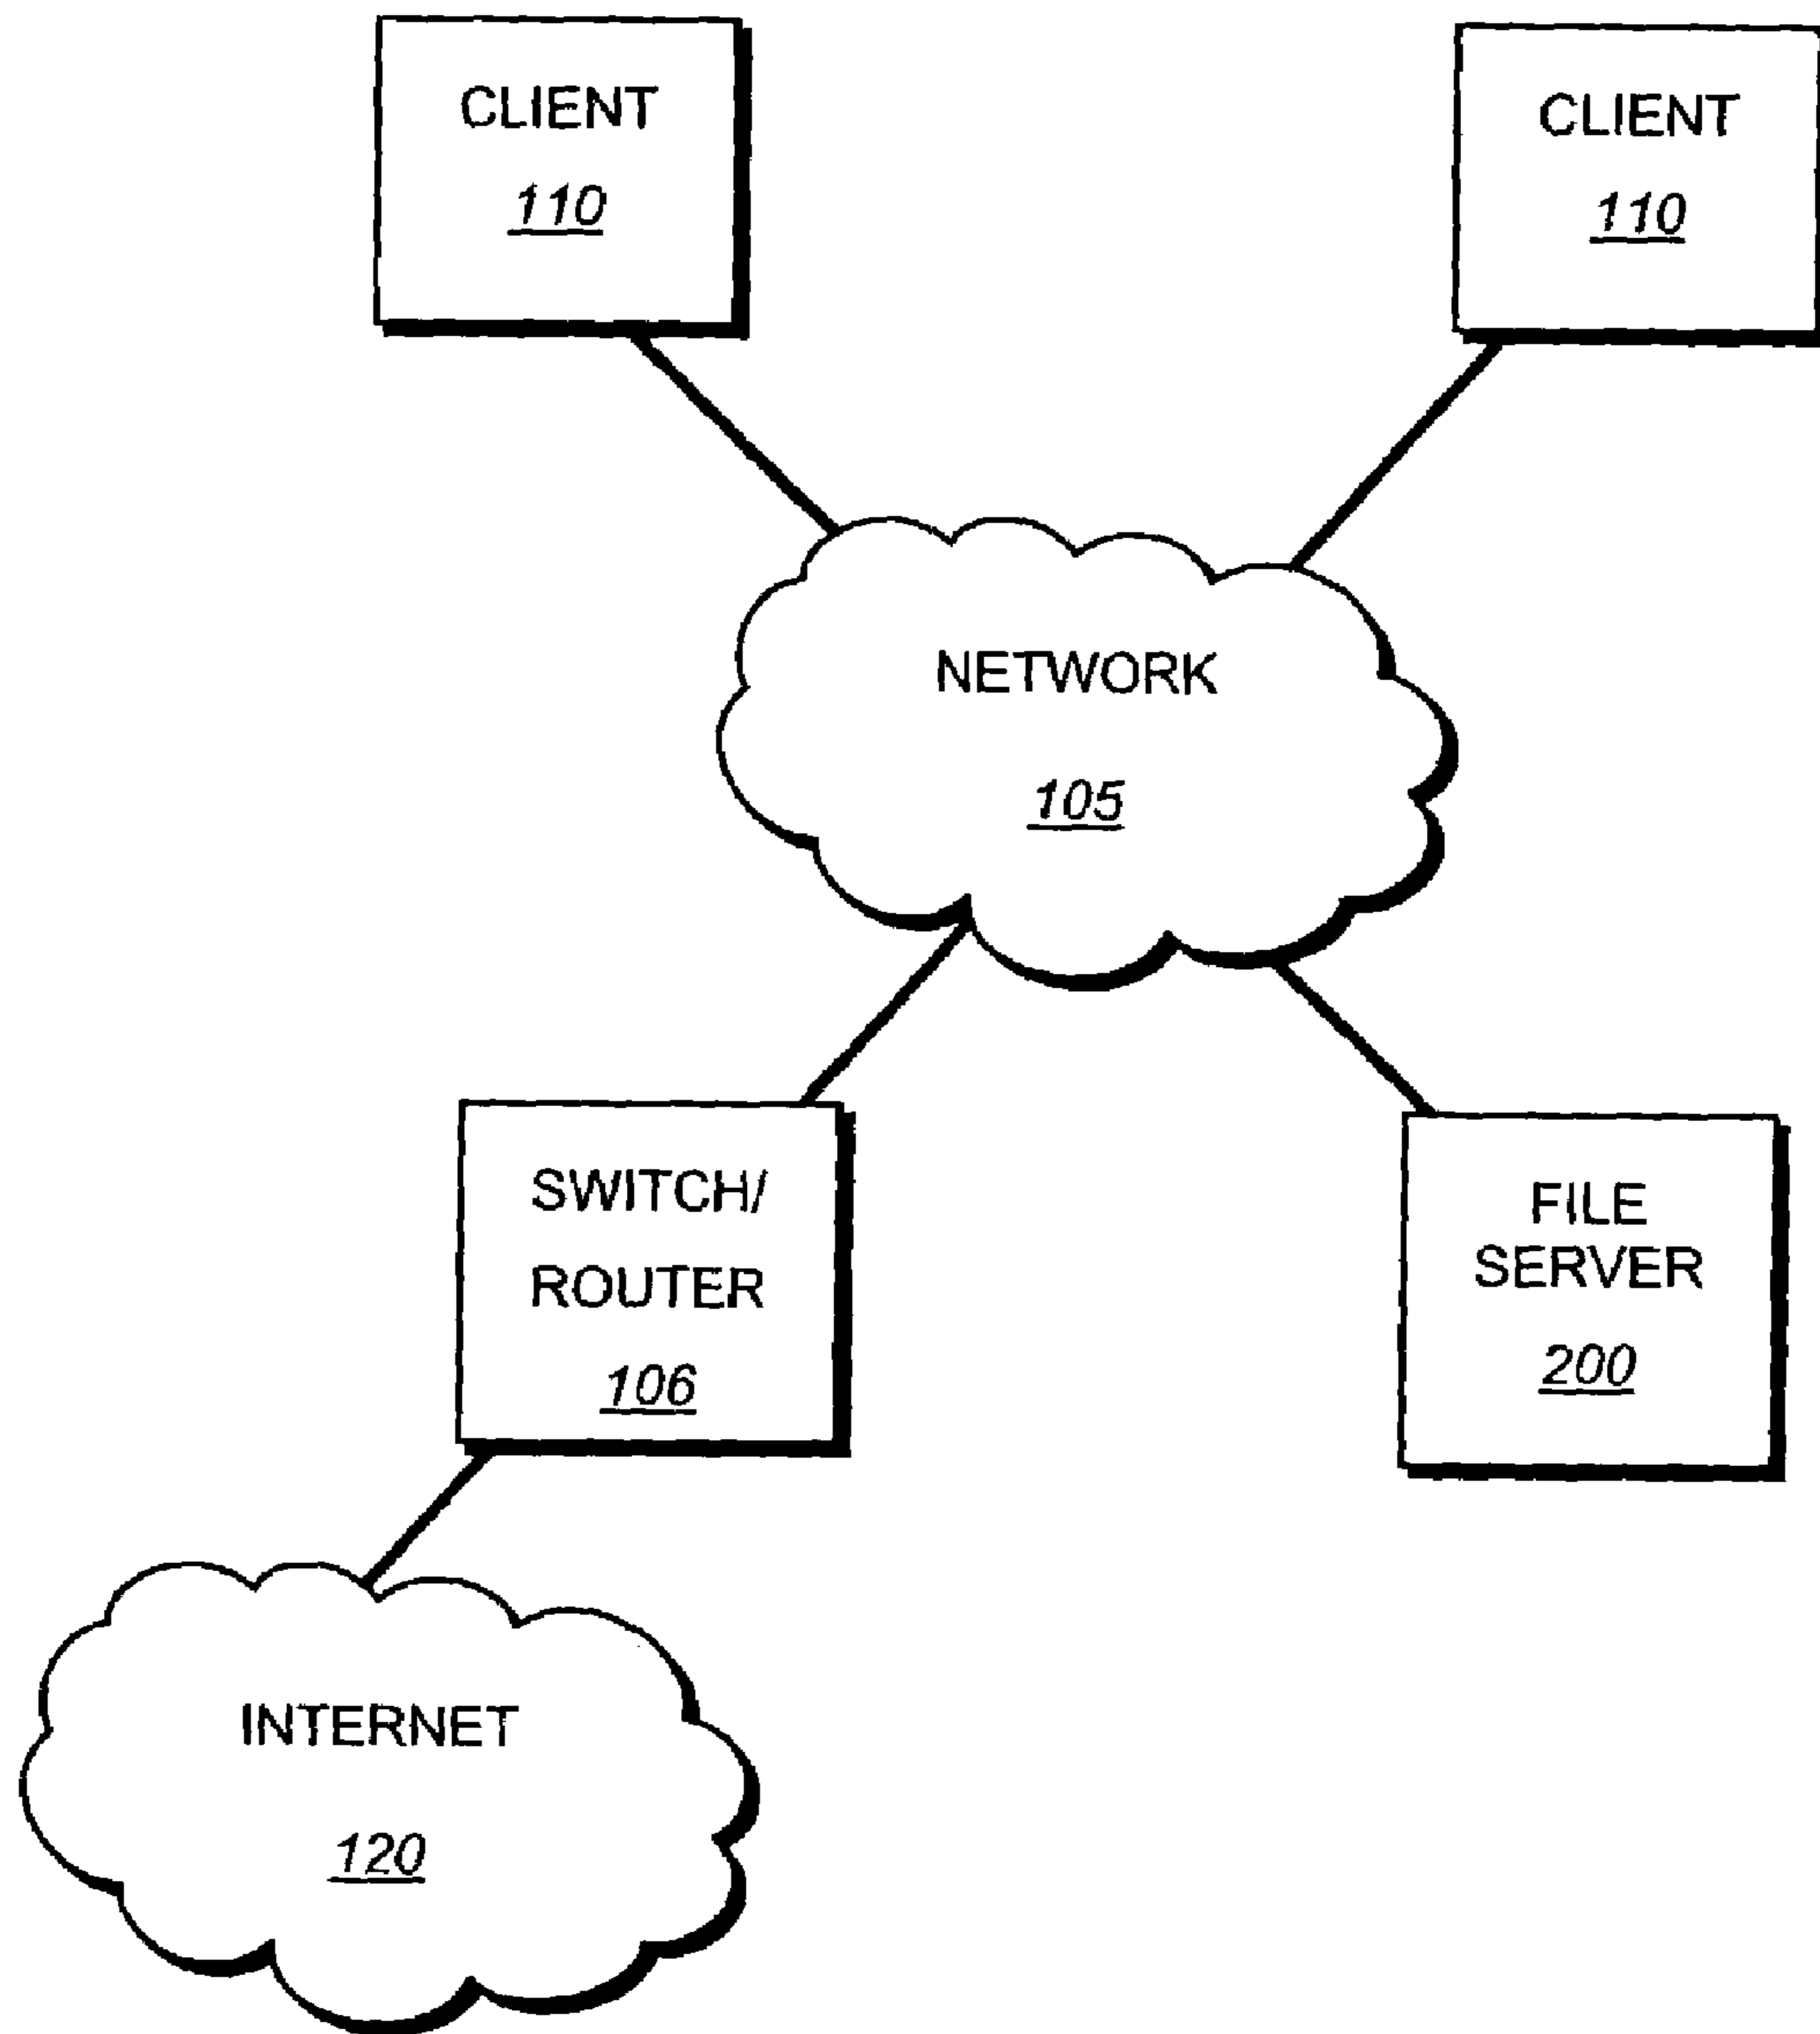 CLIENT
110
CLIENT
110
NETWORK
105
SWITCH/
ROUTER
106
FILE
SERVER
200
INTERNET
120